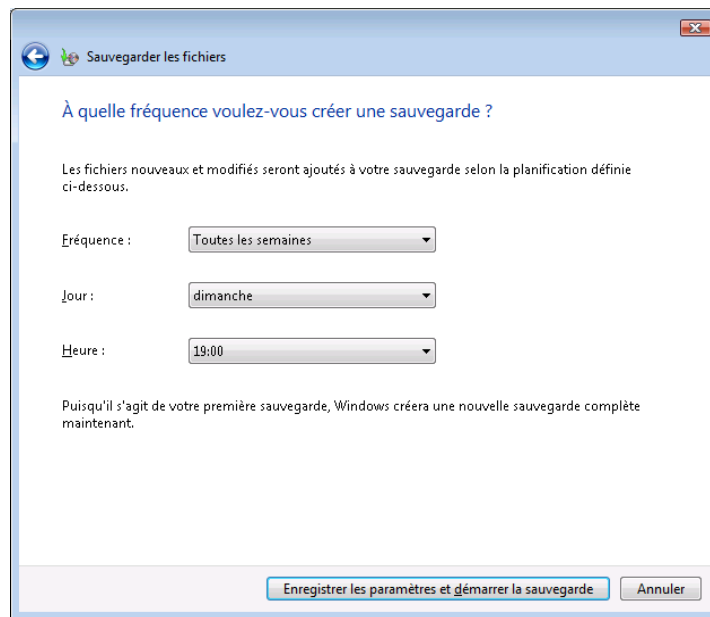 Sauvegarder les fichiers
À quelle fréquence voulez-vous créer une sauvegarde ?
Les fichiers nouveaux et modifiés seront ajoutés à votre sauvegarde selon la planification définie
ci-dessous.
Fréquence : Toutes les semaines
Jour : dimanche
Heure : 19:00
Puisqu'il s'agit de votre première sauvegarde, Windows créera une nouvelle sauvegarde complète
maintenant.
Enregistrer les paramètres et démarrer la sauvegarde Annuler